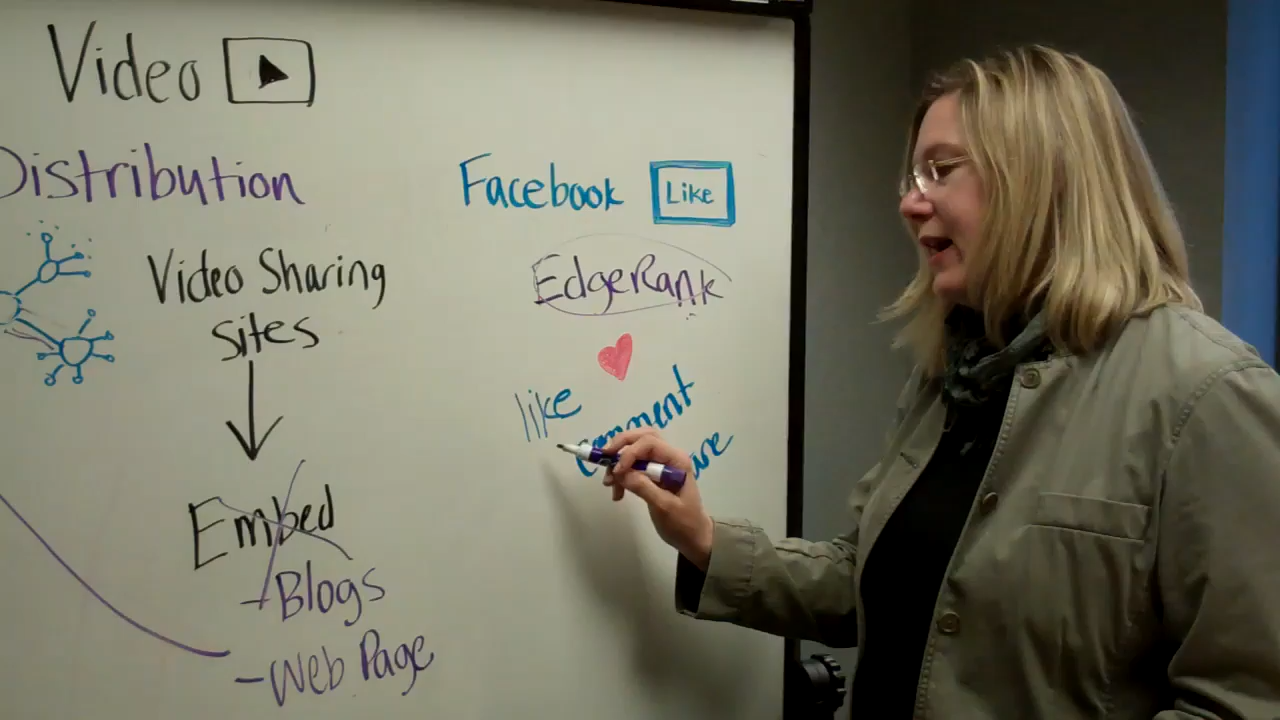 Video
Distribution
Video Sharing
Sites
Embed
- Blogs
- Web Page
Facebook Like
EdgeRank
like
comment